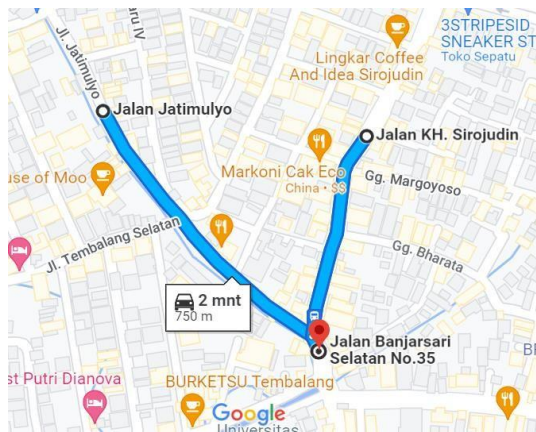 3STRIPESID
SNEAKER ST
Toko Sepatu
aru IV
Jl. Jatimulyo
Lingkar Coffee
And Idea Sirojudin
Jalan Jatimulyo
Jalan KH. Sirojudin
Markoni Cak Eco
China • $$
Gg. Margoyoso
use of Moo
Jl. Tembalang Selatan
Gg. Bharata
2 mnt
750 m
Jalan Banjarsari
Selatan No.35
st Putri Dianova
BURKETSU Tembalang
Google
Universitas